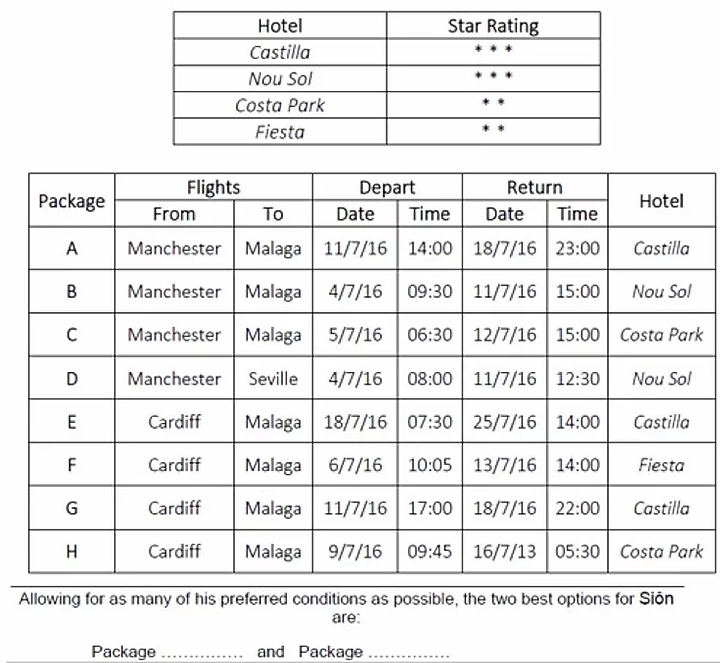 Hotel Star Rating
Castilla * * *
Nou Sol * * *
Costa Park * *
Fiesta * *
Package Flights Depart Return Hotel
From To Date Time Date Time
A Manchester Malaga 11/7/16 14:00 18/7/16 23:00 Castilla
B Manchester Malaga 4/7/16 09:30 11/7/16 15:00 Nou Sol
C Manchester Malaga 5/7/16 06:30 12/7/16 15:00 Costa Park
D Manchester Seville 4/7/16 08:00 11/7/16 12:30 Nou Sol
E Cardiff Malaga 18/7/16 07:30 25/7/16 14:00 Castilla
F Cardiff Malaga 6/7/16 10:05 13/7/16 14:00 Fiesta
G Cardiff Malaga 11/7/16 17:00 18/7/16 22:00 Castilla
H Cardiff Malaga 9/7/16 09:45 16/7/13 05:30 Costa Park
Allowing for as many of his preferred conditions as possible, the two best options for Siôn
are:
Package ............... and Package ...............